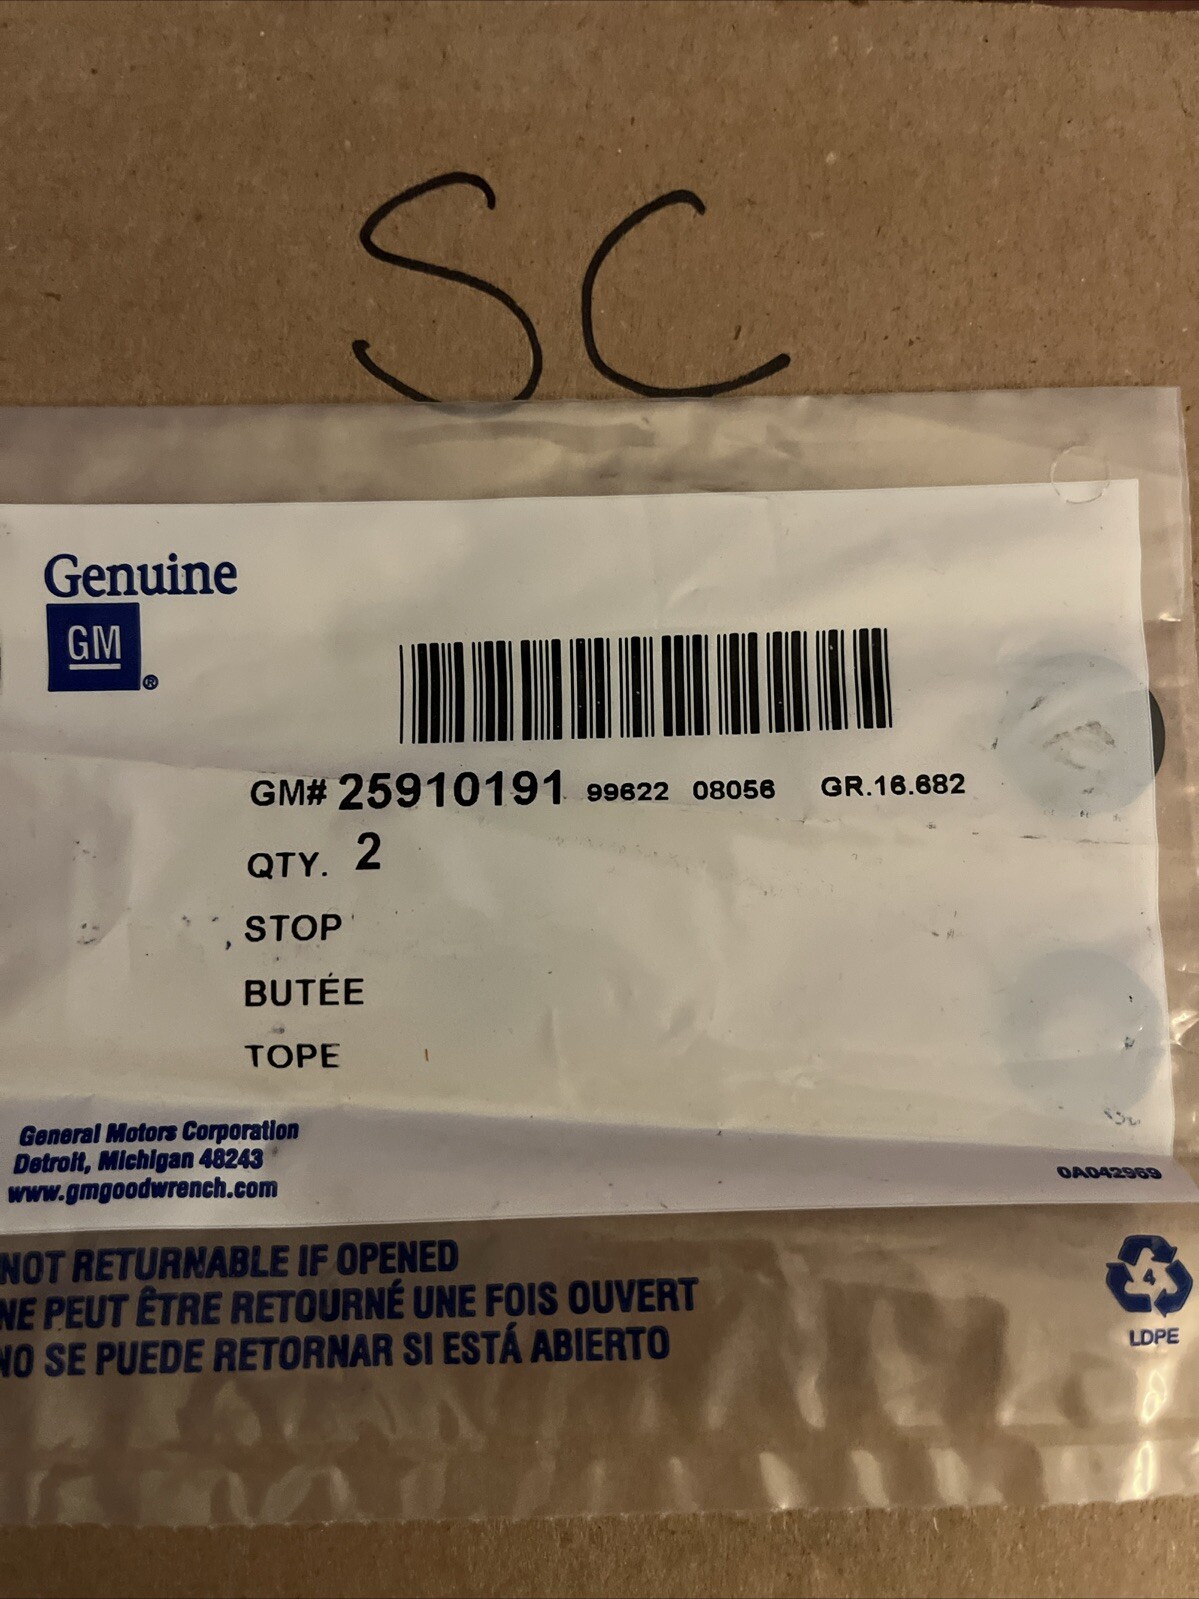 SC
Genuine
GM®
GM# 25910191 99622 08056 GR.16.682
QTY. 2
STOP
BUTÉE
TOPE
General Motors Corporation
Detroit, Michigan 48243
www.gmgoodwrench.com
0A042969
NOT RETURNABLE IF OPENED
NE PEUT ÊTRE RETOURNÉ UNE FOIS OUVERT
NO SE PUEDE RETORNAR SI ESTÁ ABIERTO
4
LDPE